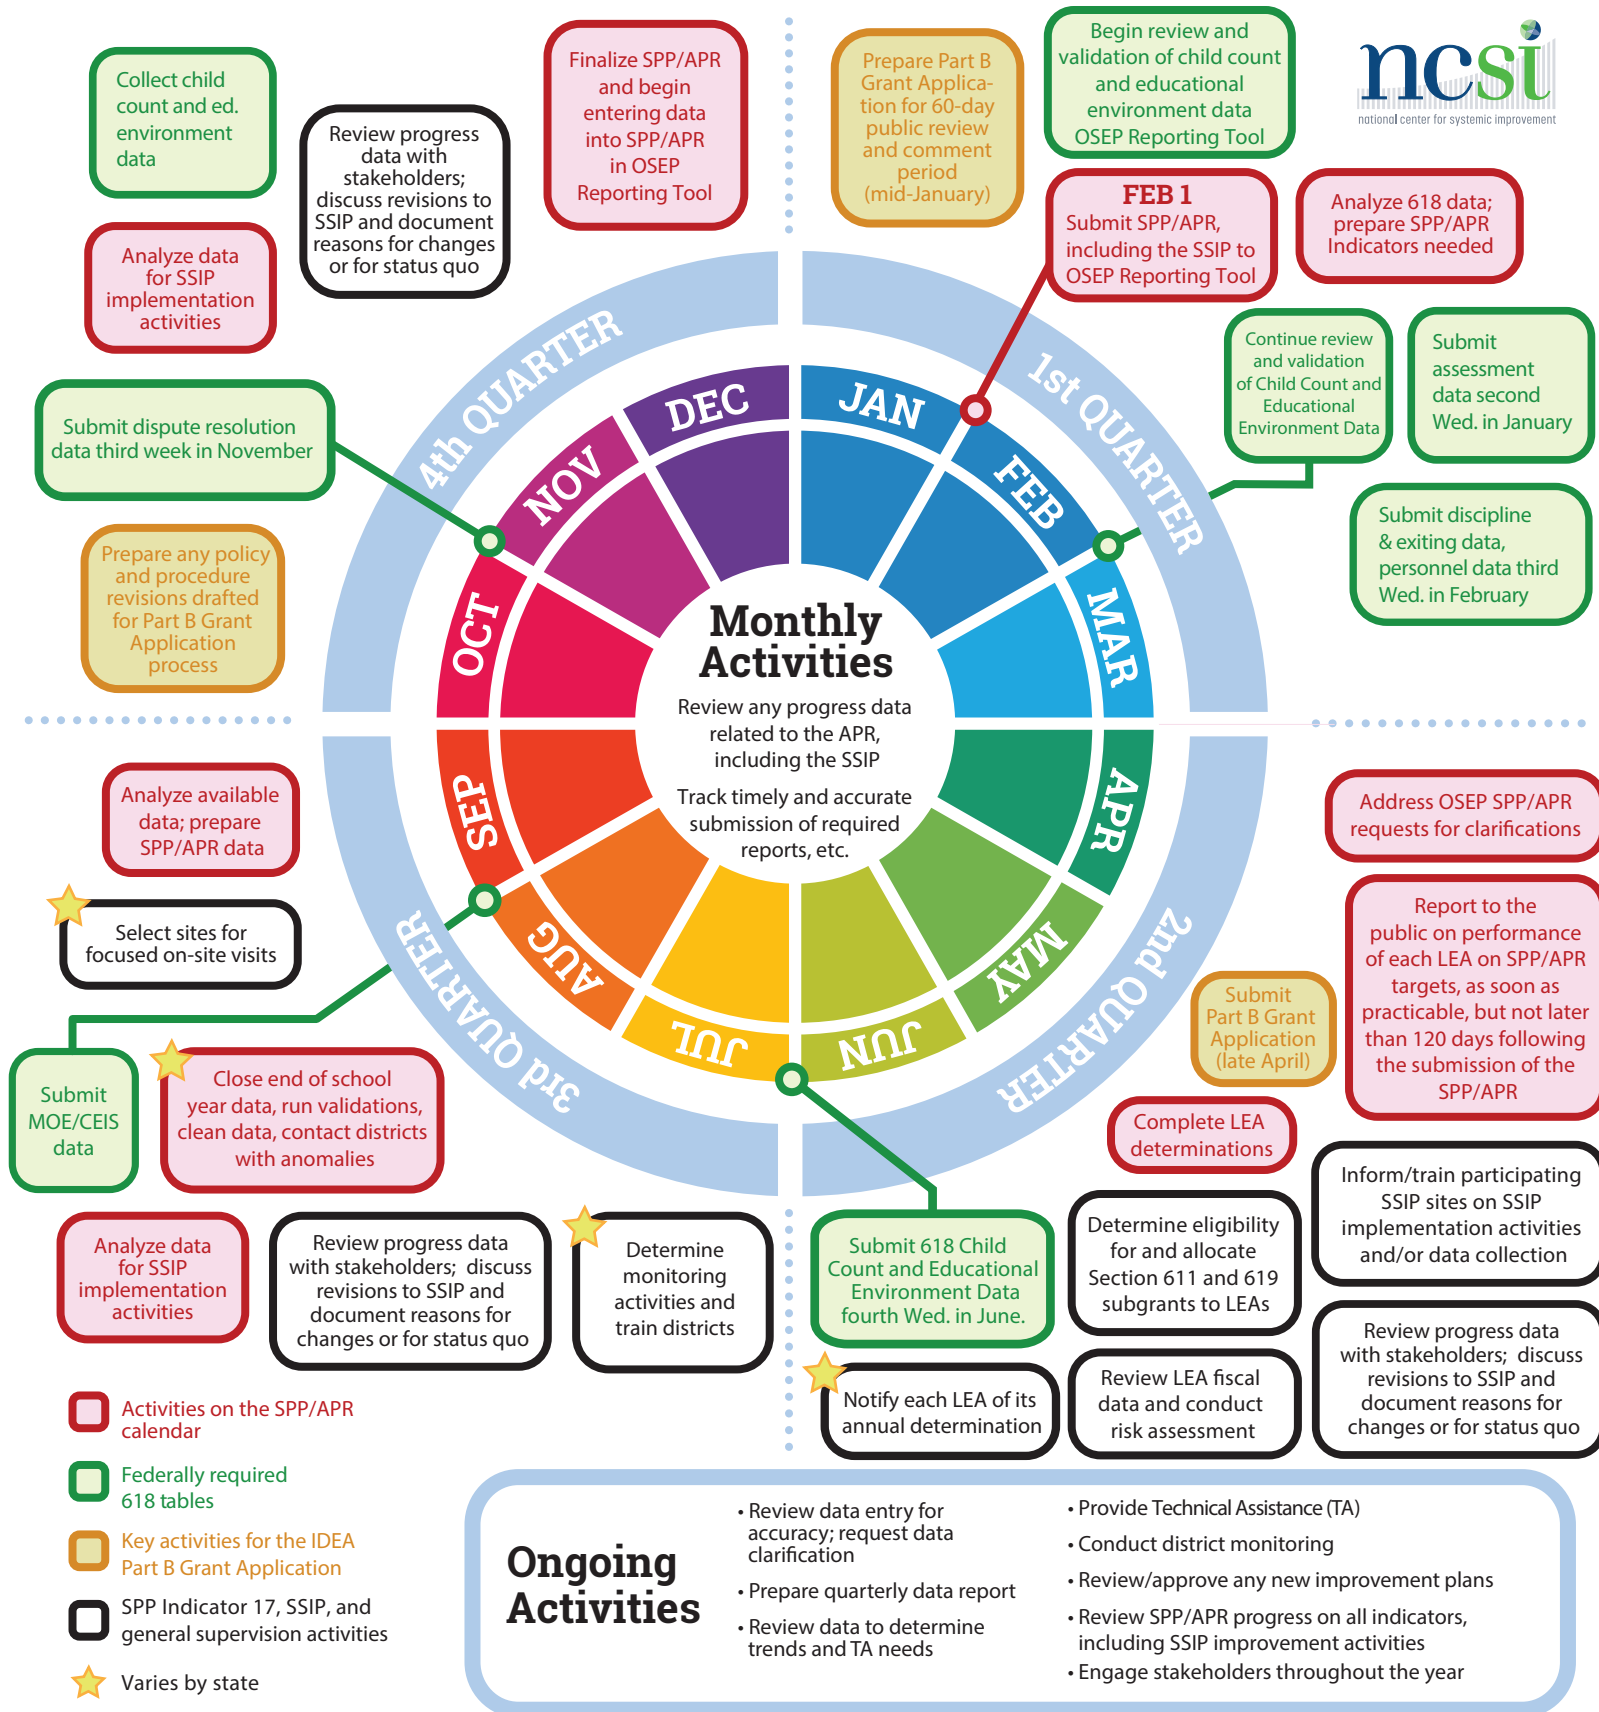 Collect child
count and ed.
environment
data
Review progress
data with
stakeholders;
discuss revisions to
SSIP and document
reasons for changes
or for status quo
Finalize SPP/APR
and begin
entering data
into SPP/APR
in OSEP
Reporting Tool
Analyze data
for SSIP
implementation
activities
Submit dispute resolution
data third week in November
Prepare any policy
and procedure
revisions drafted
for Part B Grant
Application
process
Prepare Part B
Grant Applica-
tion for 60-day
public review
and comment
period
(mid-January)
Begin review and
validation of child count
and educational
environment data
OSEP Reporting Tool
ncsi
national center for systemic improvement
FEB 1
Submit SPP/APR,
including the SSIP to
OSEP Reporting Tool
Analyze 618 data;
prepare SPP/APR
Indicators needed
Continue review
and validation
of Child Count and
Educational
Environment Data
Submit
assessment
data second
Wed. in January
Submit discipline
& exiting data,
personnel data third
Wed. in February
4th QUARTER
1st QUARTER
2nd QUARTER
3rd QUARTER
JAN
FEB
MAR
APR
MAY
JUN
JUL
AUG
SEP
OCT
NOV
DEC
Monthly
Activities
Review any progress data
related to the APR,
including the SSIP
Track timely and accurate
submission of required
reports, etc.
Analyze available
data; prepare
SPP/APR data
Select sites for
focused on-site visits
Submit
MOE/CEIS
data
Close end of school
year data, run validations,
clean data, contact districts
with anomalies
Analyze data
for SSIP
implementation
activities
Review progress data
with stakeholders; discuss
revisions to SSIP and
document reasons for
changes or for status quo
Determine
monitoring
activities and
train districts
Address OSEP SPP/APR
requests for clarifications
Report to the
public on performance
of each LEA on SPP/APR
targets, as soon as
practicable, but not later
than 120 days following
the submission of the
SPP/APR
Submit
Part B Grant
Application
(late April)
Complete LEA
determinations
Inform/train participating
SSIP sites on SSIP
implementation activities
and/or data collection
Determine eligibility
for and allocate
Section 611 and 619
subgrants to LEAs
Submit 618 Child
Count and Educational
Environment Data
fourth Wed. in June.
Notify each LEA of its
annual determination
Review LEA fiscal
data and conduct
risk assessment
Review progress data
with stakeholders; discuss
revisions to SSIP and
document reasons for
changes or for status quo
Activities on the SPP/APR
calendar
Federally required
618 tables
Key activities for the IDEA
Part B Grant Application
SPP Indicator 17, SSIP, and
general supervision activities
Varies by state
Ongoing
Activities
• Review data entry for
accuracy; request data
clarification
• Prepare quarterly data report
• Review data to determine
trends and TA needs
• Provide Technical Assistance (TA)
• Conduct district monitoring
• Review/approve any new improvement plans
• Review SPP/APR progress on all indicators,
including SSIP improvement activities
• Engage stakeholders throughout the year